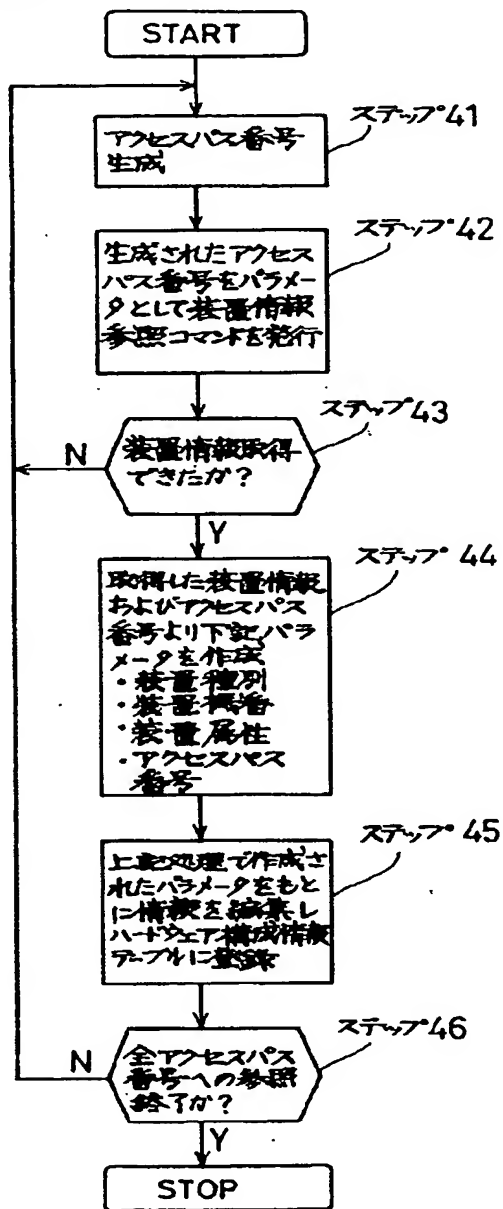 START
アクセスパス番号
生成
ステップ41
生成されたアクセス
パス番号をパラメー
タとして装置情報
参照コマンドを発行
ステップ42
装置情報取得
できたか？
ステップ43
N
Y
取得した装置情報
およびアクセスパス
番号より下記パラ
メータを作成
・装置種別
・装置機番
・装置属性
・アクセスパス
番号
ステップ44
上記処理で作成さ
れたパラメータをもと
に情報を編集し
ハードウェア構成情報
テーブルに登録
ステップ45
全アクセスパス
番号への参照
終了か？
ステップ46
N
Y
STOP